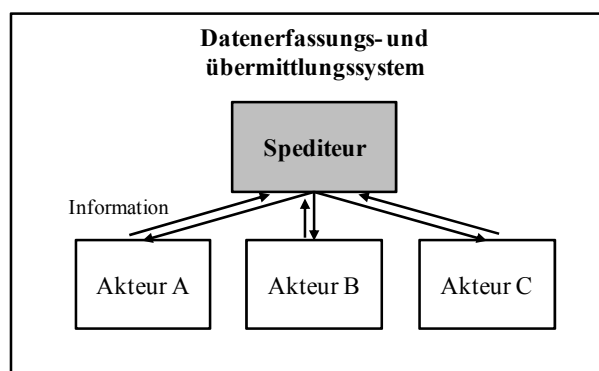 Datenerfassungs- und
übermittlungssystem
Spediteur
Information
Akteur A
Akteur B
Akteur C